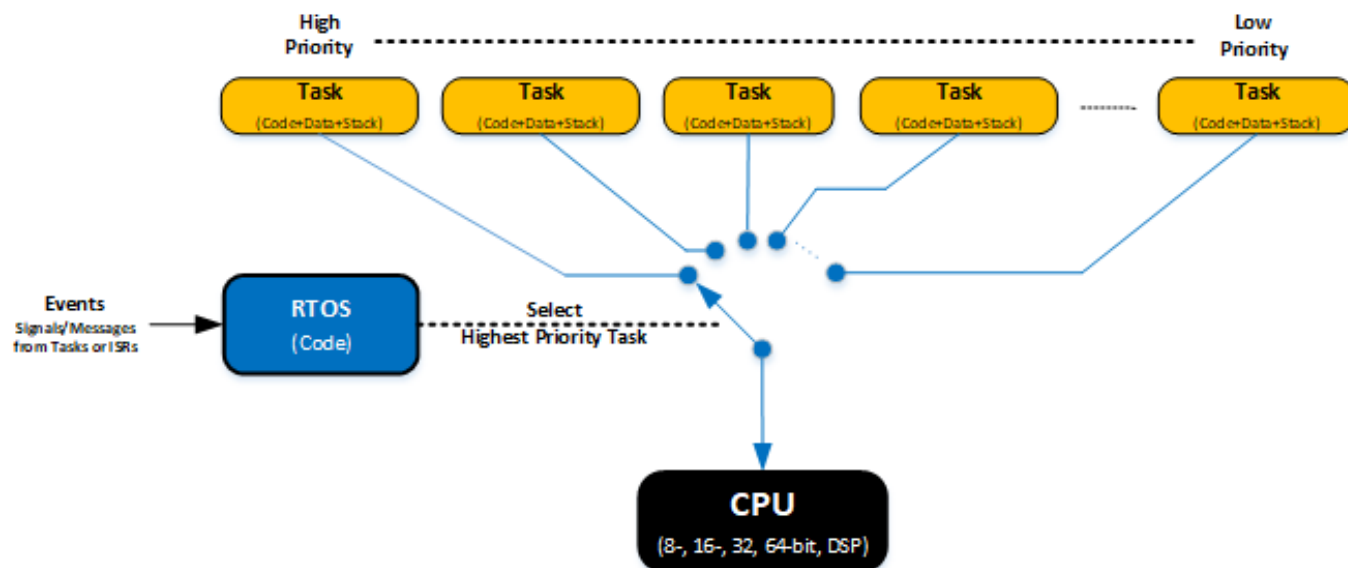 High
Priority
Low
Priority
Task
(Code+Data+Stack)
Task
(Code+Data+Stack)
Task
(Code+Data+Stack)
Task
(Code+Data+Stack)
Task
(Code+Data+Stack)
Events
Signals/Messages
from Tasks or ISRs
RTOS
(Code)
Select
Highest Priority Task
CPU
(8-, 16-, 32, 64-bit, DSP)